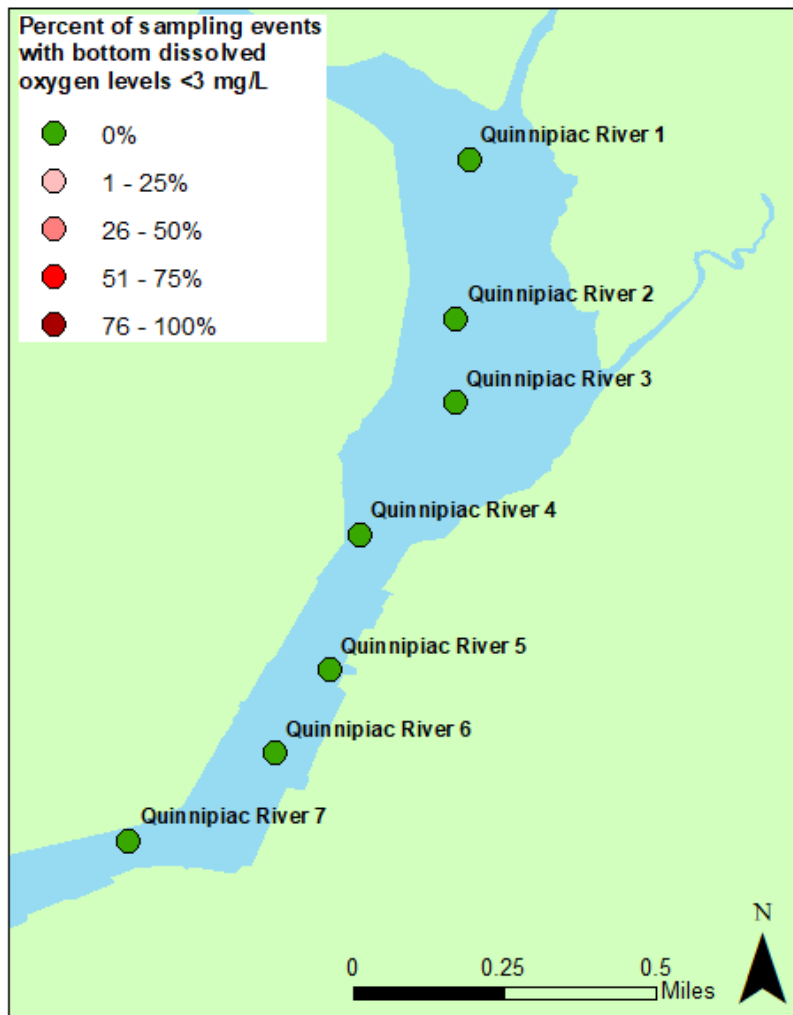 Percent of sampling events
with bottom dissolved
oxygen levels <3 mg/L
0%
1 - 25%
26 - 50%
51 - 75%
76 - 100%
Quinnipiac River 1
Quinnipiac River 2
Quinnipiac River 3
Quinnipiac River 4
Quinnipiac River 5
Quinnipiac River 6
Quinnipiac River 7
N
0 0.25 0.5
Miles